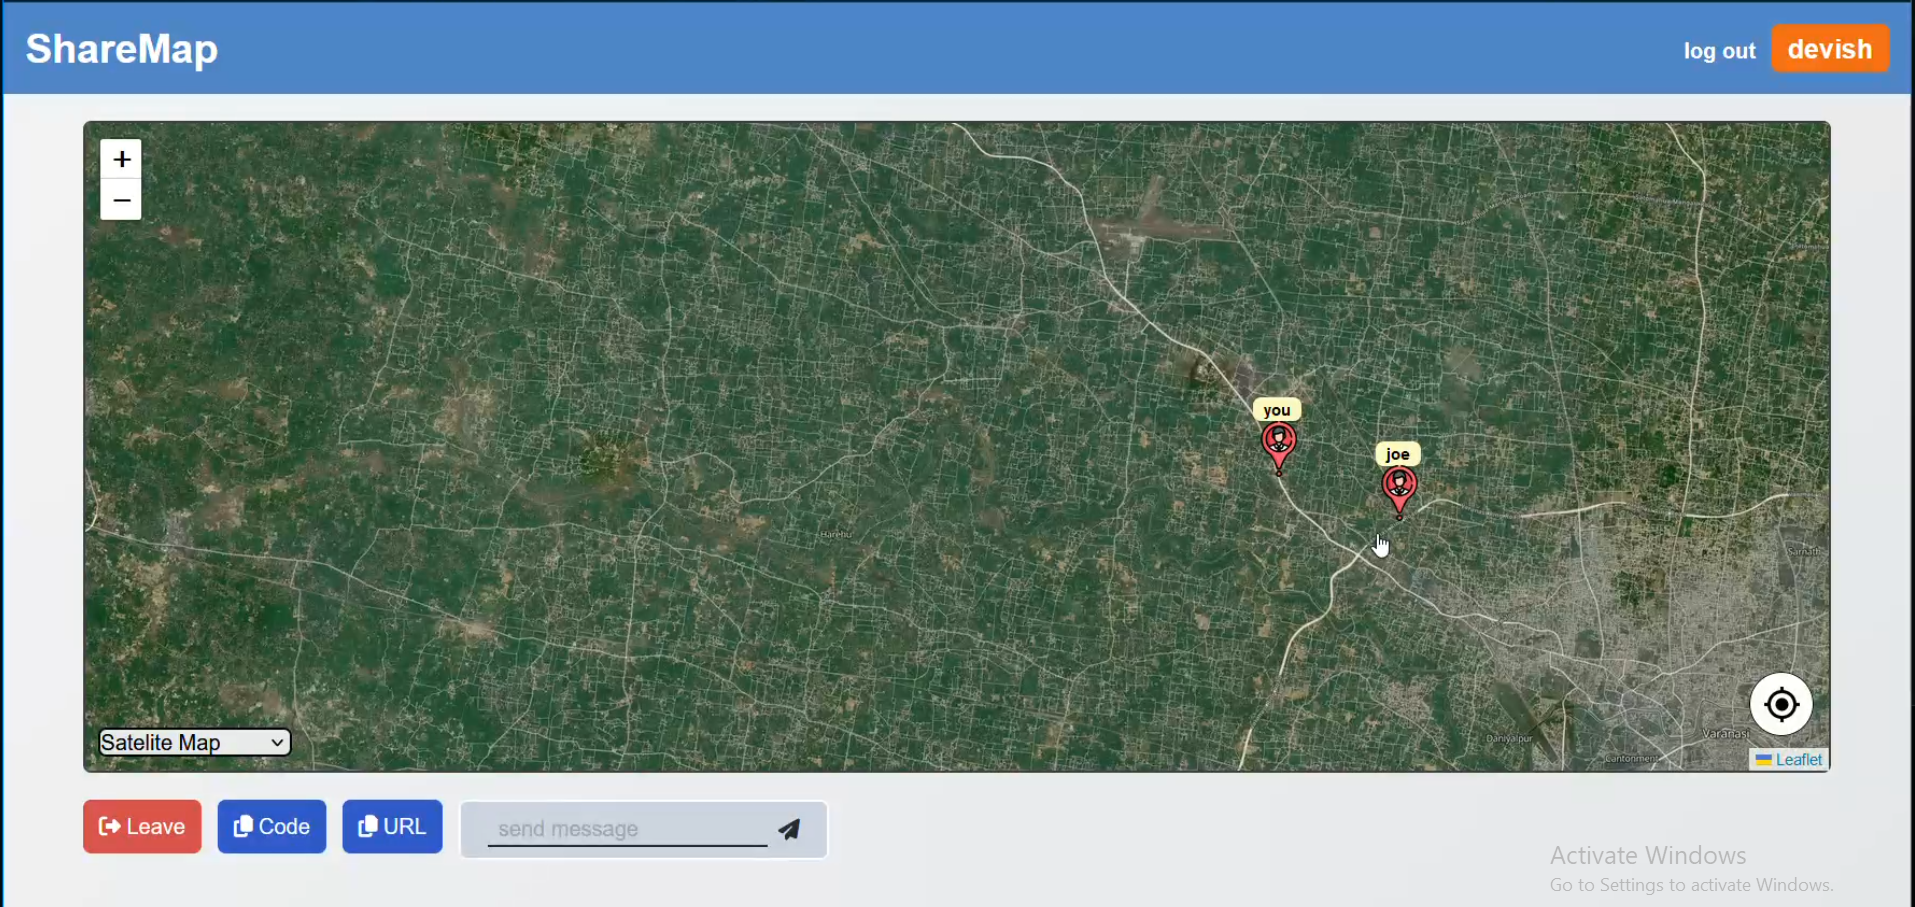 ShareMap
log out
devish
+
−
you
joe
Harehu
Sarnath
Daniyalpur
Varanasi
Cantonment
Satelite Map
Leaflet
Leave
Code
URL
send message
Activate Windows
Go to Settings to activate Windows.